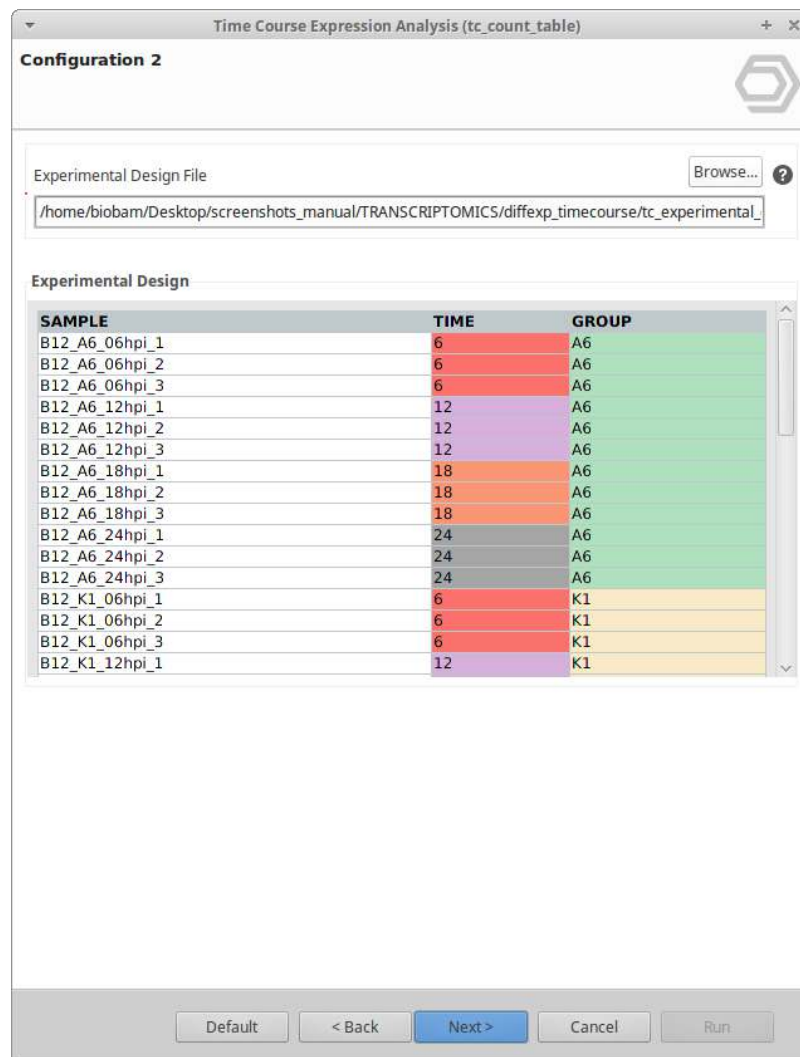 Time Course Expression Analysis (tc_count_table)
Configuration 2
Experimental Design File
Browse...
/home/biobam/Desktop/screenshots_manual/TRANSCRIPTOMICS/diffexp_timecourse/tc_experimental_
Experimental Design
SAMPLE TIME GROUP
B12_A6_06hpi_1 6 A6
B12_A6_06hpi_2 6 A6
B12_A6_06hpi_3 6 A6
B12_A6_12hpi_1 12 A6
B12_A6_12hpi_2 12 A6
B12_A6_12hpi_3 12 A6
B12_A6_18hpi_1 18 A6
B12_A6_18hpi_2 18 A6
B12_A6_18hpi_3 18 A6
B12_A6_24hpi_1 24 A6
B12_A6_24hpi_2 24 A6
B12_A6_24hpi_3 24 A6
B12_K1_06hpi_1 6 K1
B12_K1_06hpi_2 6 K1
B12_K1_06hpi_3 6 K1
B12_K1_12hpi_1 12 K1
Default < Back Next > Cancel Run